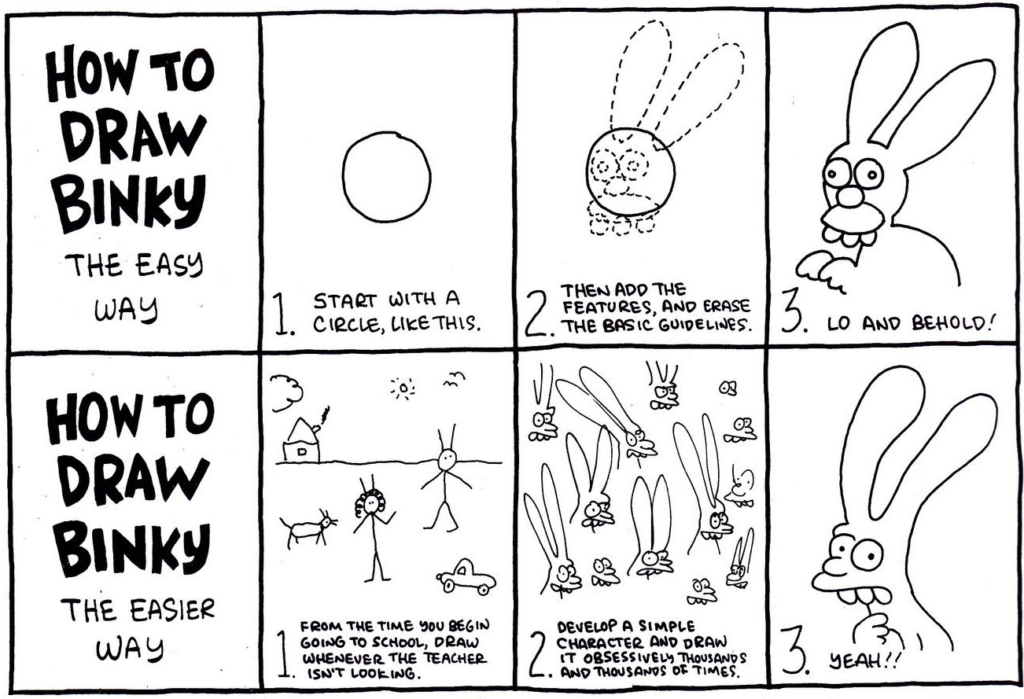 HOW TO
DRAW
BINKY
THE EASY
WAY
1. START WITH A
CIRCLE, LIKE THIS.
2. THEN ADD THE
FEATURES, AND ERASE
THE BASIC GUIDELINES.
3. LO AND BEHOLD!
HOW TO
DRAW
BINKY
THE EASIER
WAY
1. FROM THE TIME YOU BEGIN
GOING TO SCHOOL, DRAW
WHENEVER THE TEACHER
ISN'T LOOKING.
2. DEVELOP A SIMPLE
CHARACTER AND DRAW
IT OBSESSIVELY THOUSANDS
AND THOUSANDS OF TIMES.
3. YEAH!!